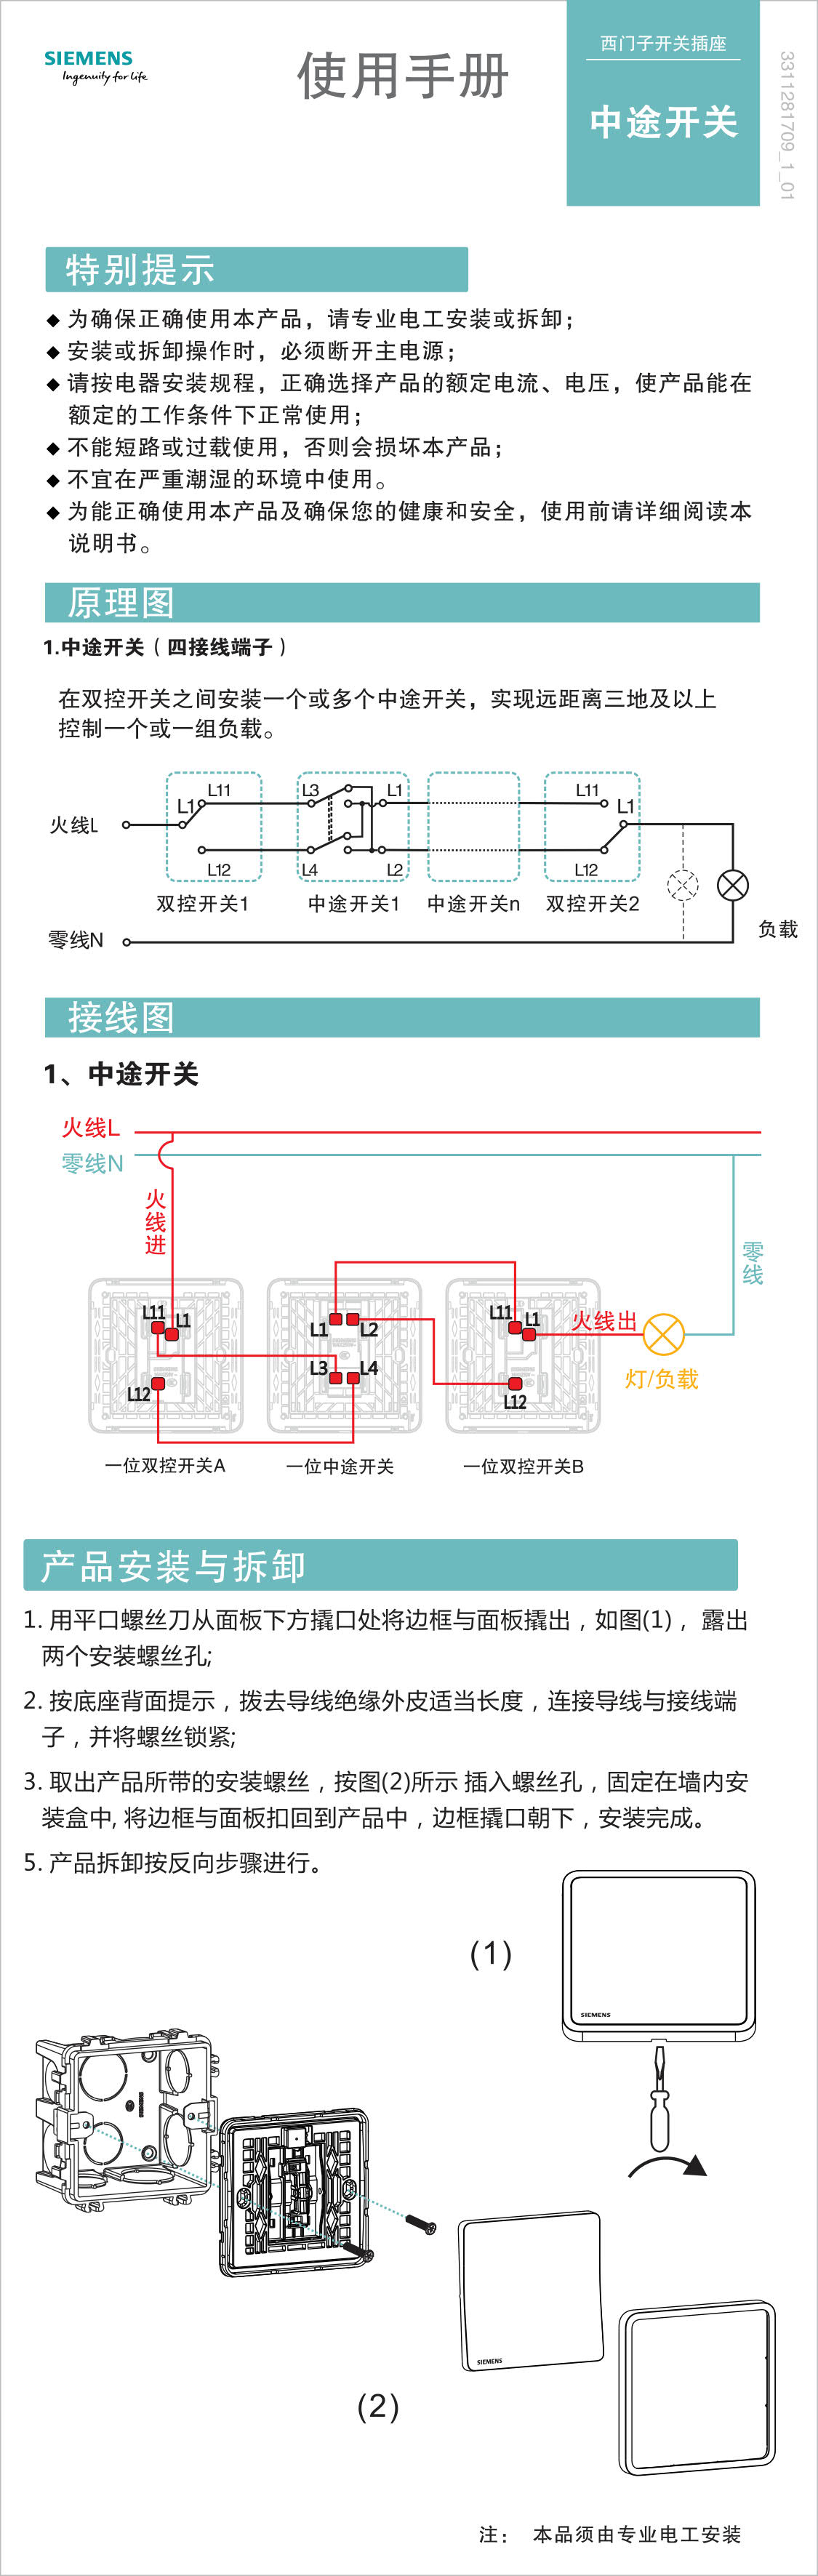 SIEMENS
Ingenuity for life
使用手册
西门子开关插座
中途开关
3311281709_1_01
特别提示
◆ 为确保正确使用本产品，请专业电工安装或拆卸；
◆ 安装或拆卸操作时，必须断开主电源；
◆ 请按电器安装规程，正确选择产品的额定电流、电压，使产品能在
额定的工作条件下正常使用；
◆ 不能短路或过载使用，否则会损坏本产品；
◆ 不宜在严重潮湿的环境中使用。
◆ 为能正确使用本产品及确保您的健康和安全，使用前请详细阅读本
说明书。
原理图
1.中途开关（四接线端子）
在双控开关之间安装一个或多个中途开关，实现远距离三地及以上
控制一个或一组负载。
L11 L3 L1 L11
L1 L1
火线L
L12 L4 L2 L12
双控开关1 中途开关1 中途开关n 双控开关2
负载
零线N
接线图
1、中途开关
火线L
零线N
火线进
零线
L11 L1 L1 L2 L11 L1 火线出
L3 L4
灯/负载
L12 L12
一位双控开关A 一位中途开关 一位双控开关B
产品安装与拆卸
1. 用平口螺丝刀从面板下方撬口处将边框与面板撬出，如图(1)，露出
两个安装螺丝孔;
2. 按底座背面提示，拨去导线绝缘外皮适当长度，连接导线与接线端
子，并将螺丝锁紧;
3. 取出产品所带的安装螺丝，按图(2)所示 插入螺丝孔，固定在墙内安
装盒中, 将边框与面板扣回到产品中，边框撬口朝下，安装完成。
5. 产品拆卸按反向步骤进行。
(1)
SIEMENS
SIEMENS
SIEMENS
(2)
注： 本品须由专业电工安装